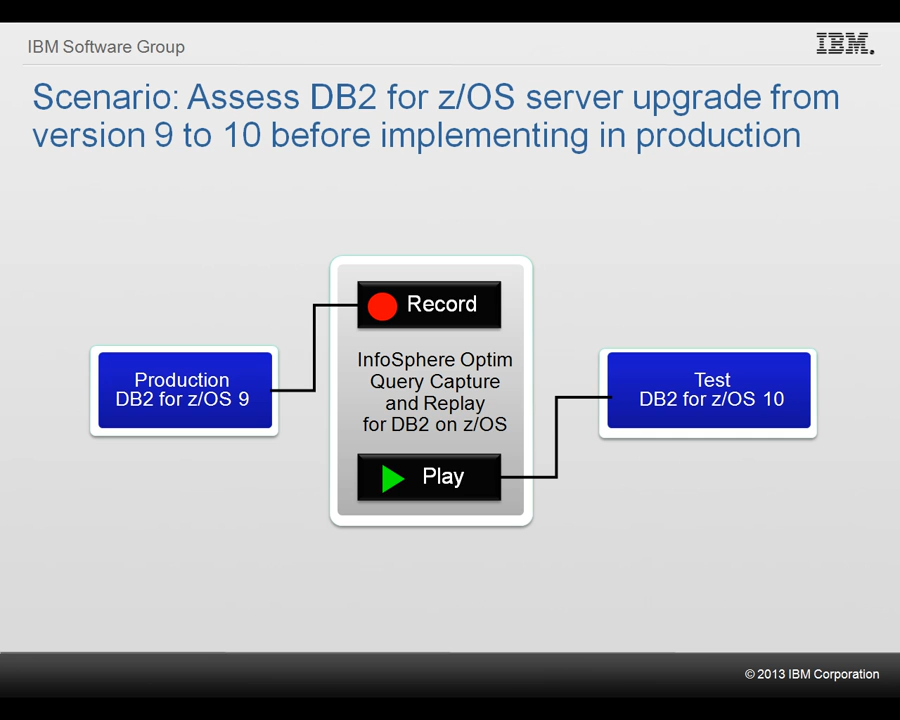 IBM Software Group
IBM.
Scenario: Assess DB2 for z/OS server upgrade from
version 9 to 10 before implementing in production
Record
InfoSphere Optim
Query Capture
and Replay
for DB2 on z/OS
Play
Production
DB2 for z/OS 9
Test
DB2 for z/OS 10
© 2013 IBM Corporation